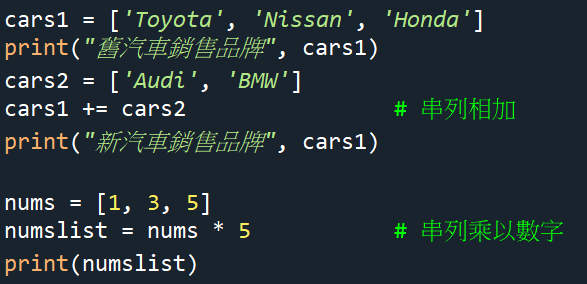 cars1 = ['Toyota', 'Nissan', 'Honda']
print("舊汽車銷售品牌", cars1)
cars2 = ['Audi', 'BMW']
cars1 += cars2 # 串列相加
print("新汽車銷售品牌", cars1)
nums = [1, 3, 5]
numslist = nums * 5 # 串列乘以數字
print(numslist)